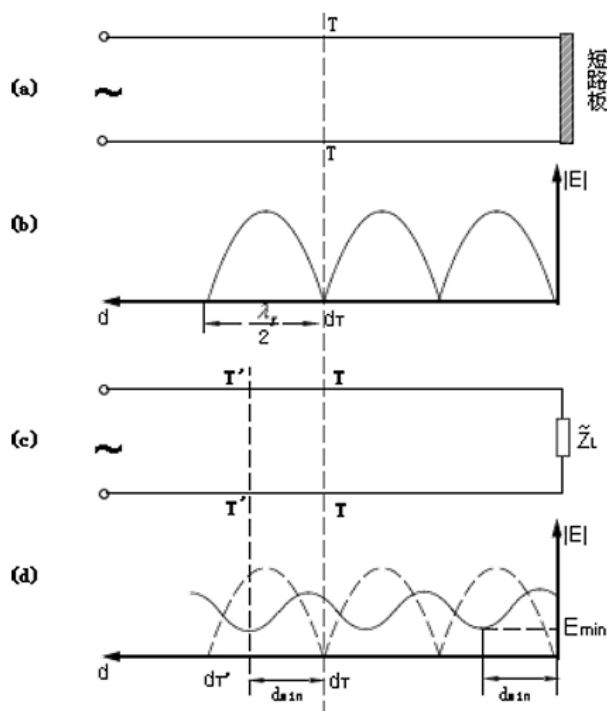 T
(a)
~
短路板
T
|E|
(b)
d
λg/2
dT
T′ T
(c)
~
Z̃L
T′ T
|E|
(d)
Emin
d
dT′
dmin
dT
dmin